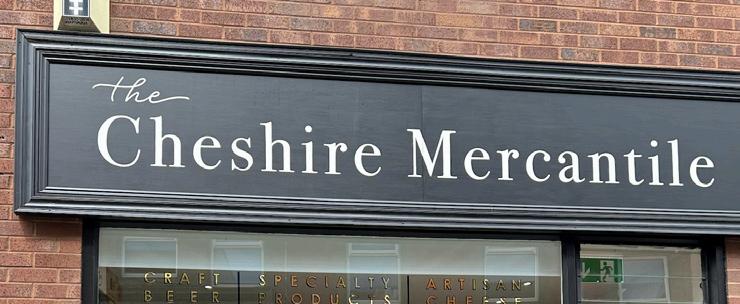 the
Cheshire Mercantile
CRAFT SPECIALTY ARTISAN
BEER PRODUCTS CHEESE